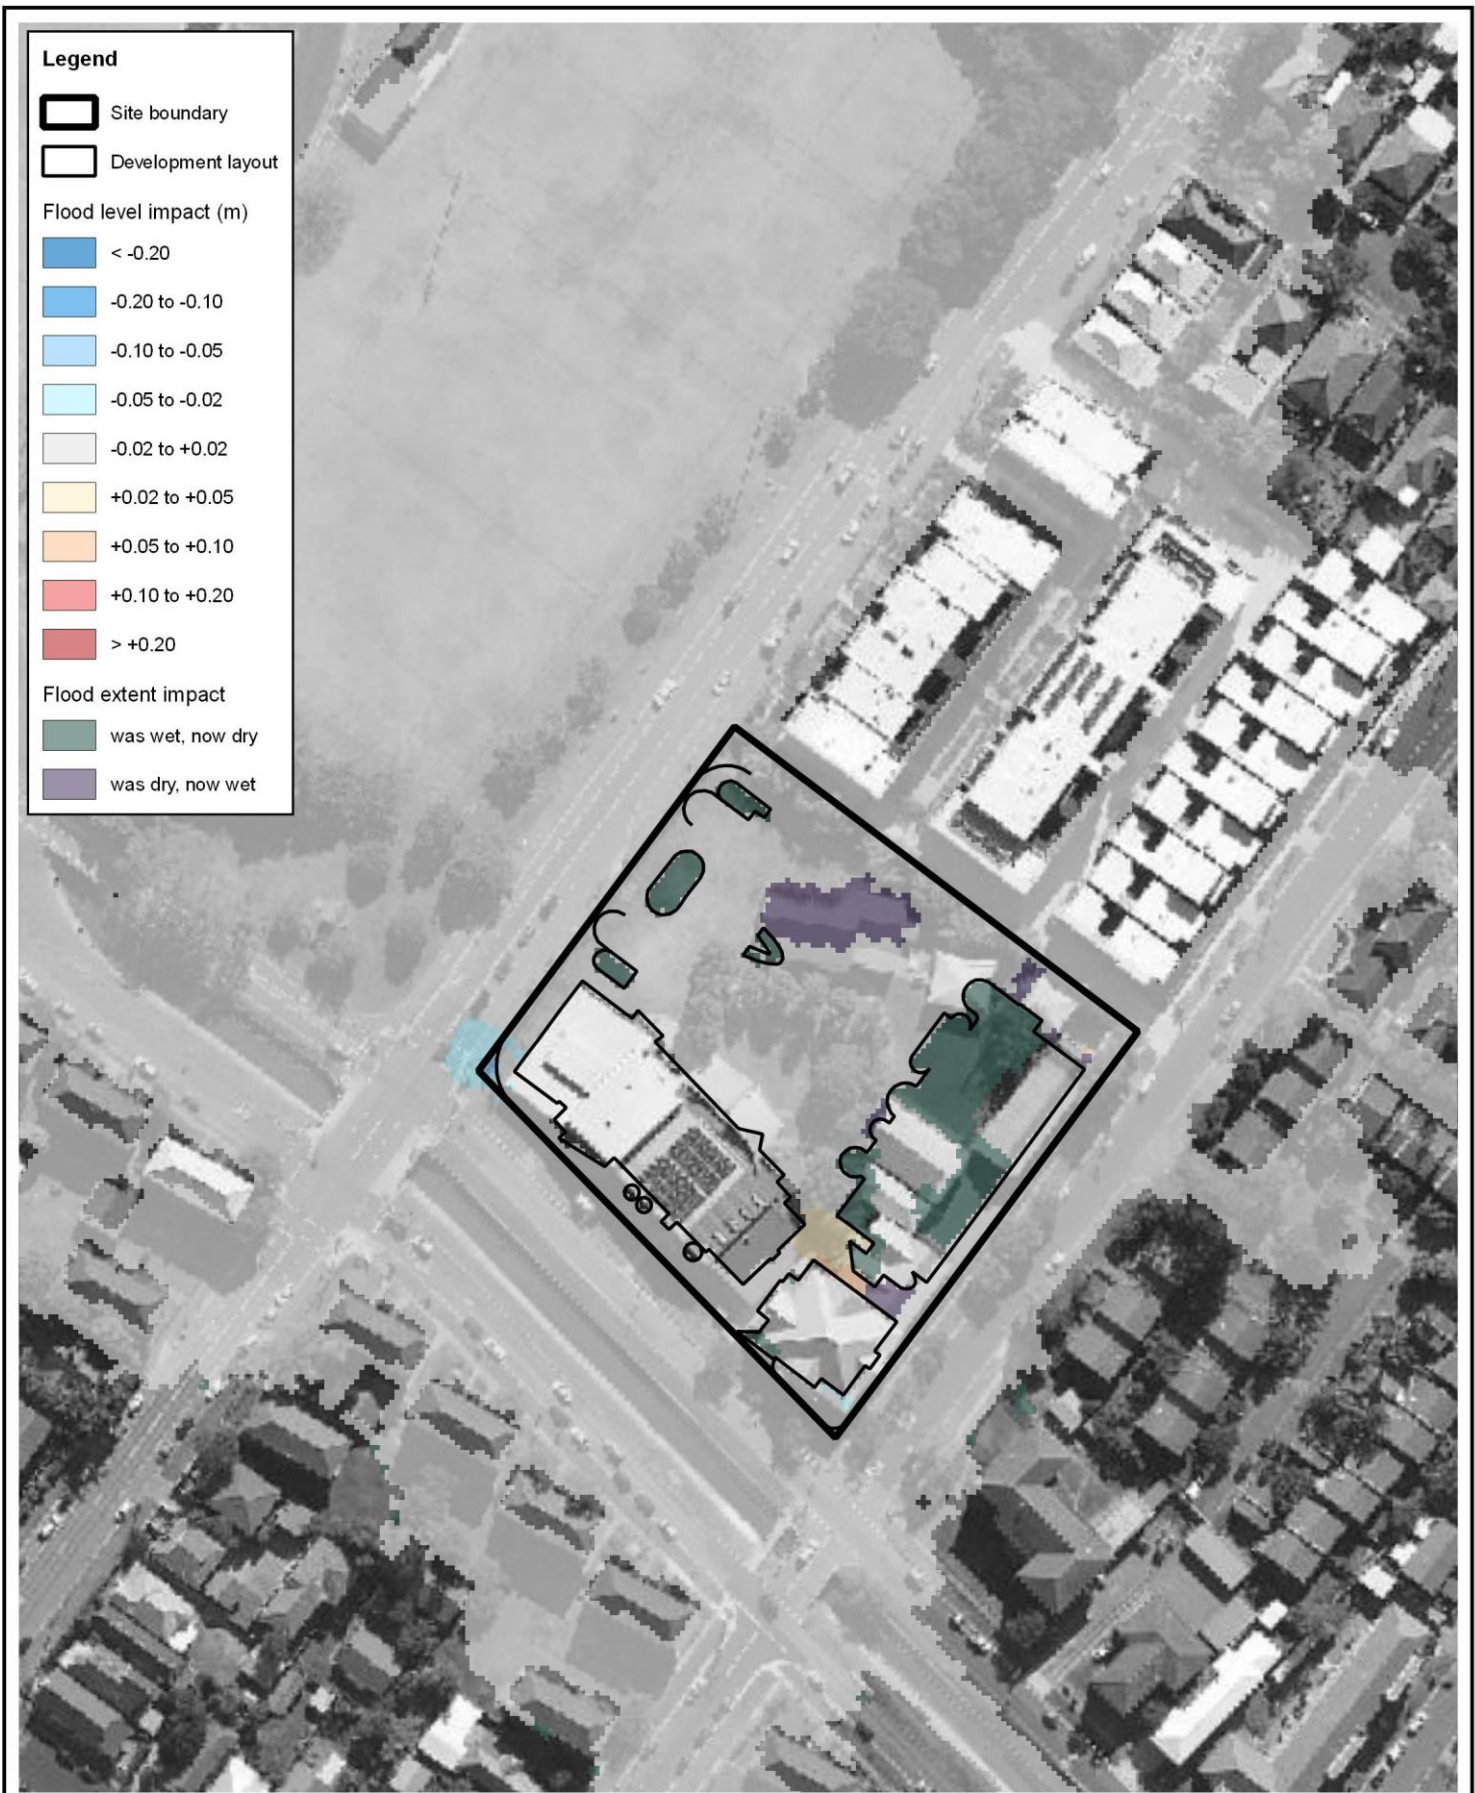 Legend
Site boundary
Development layout
Flood level impact (m)
< -0.20
-0.20 to -0.10
-0.10 to -0.05
-0.05 to -0.02
-0.02 to +0.02
+0.02 to +0.05
+0.05 to +0.10
+0.10 to +0.20
> +0.20
Flood extent impact
was wet, now dry
was dry, now wet